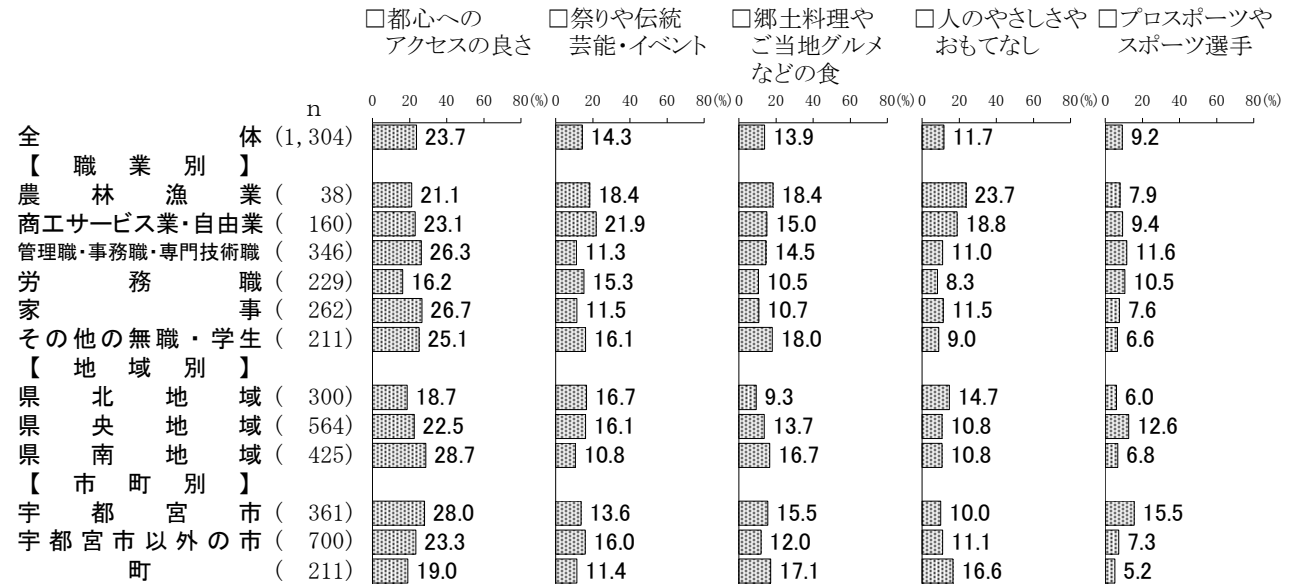 □都心への □祭りや伝統 □郷土料理や □人のやさしさや □プロスポーツや
アクセスの良さ 芸能・イベント ご当地グルメ おもてなし スポーツ選手
などの食
n 0 20 40 60 80(%) 0 20 40 60 80(%) 0 20 40 60 80(%) 0 20 40 60 80(%) 0 20 40 60 80(%)
全体 (1,304) 23.7 14.3 13.9 11.7 9.2
【職業別】
農林漁業 ( 38) 21.1 18.4 18.4 23.7 7.9
商工サービス業・自由業 ( 160) 23.1 21.9 15.0 18.8 9.4
管理職・事務職・専門技術職 ( 346) 26.3 11.3 14.5 11.0 11.6
労務職 ( 229) 16.2 15.3 10.5 8.3 10.5
家事 ( 262) 26.7 11.5 10.7 11.5 7.6
その他の無職・学生 ( 211) 25.1 16.1 18.0 9.0 6.6
【地域別】
県北地域 ( 300) 18.7 16.7 9.3 14.7 6.0
県央地域 ( 564) 22.5 16.1 13.7 10.8 12.6
県南地域 ( 425) 28.7 10.8 16.7 10.8 6.8
【市町別】
宇都宮市 ( 361) 28.0 13.6 15.5 10.0 15.5
宇都宮市以外の市 ( 700) 23.3 16.0 12.0 11.1 7.3
町 ( 211) 19.0 11.4 17.1 16.6 5.2